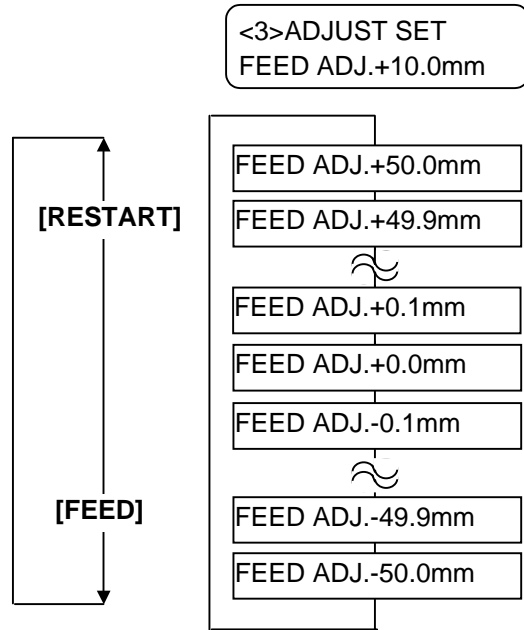 <3>ADJUST SET
FEED ADJ.+10.0mm
FEED ADJ.+50.0mm
[RESTART]
FEED ADJ.+49.9mm
FEED ADJ.+0.1mm
FEED ADJ.+0.0mm
FEED ADJ.-0.1mm
[FEED]
FEED ADJ.-49.9mm
FEED ADJ.-50.0mm